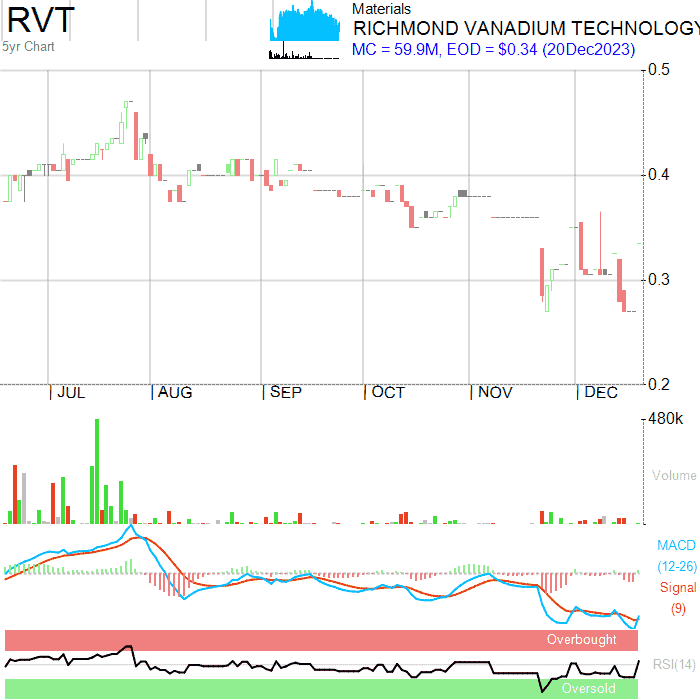 RVT
5yr Chart
Materials
RICHMOND VANADIUM TECHNOLOGY
MC = 59.9M, EOD = $0.34 (20Dec2023)
0.5
0.4
0.3
0.2
JUL AUG SEP OCT NOV DEC
480k
Volume
MACD
(12-26)
Signal
(9)
Overbought
RSI(14)
Oversold